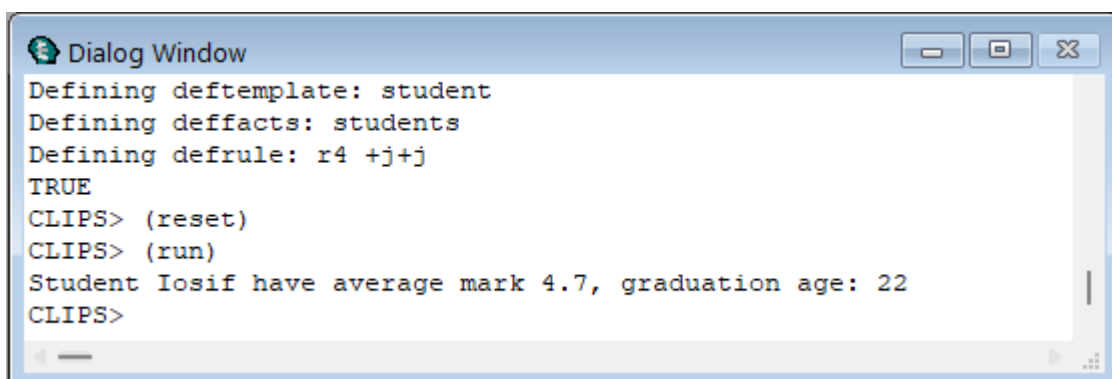 Dialog Window
Defining deftemplate: student
Defining deffacts: students
Defining defrule: r4 +j+j
TRUE
CLIPS> (reset)
CLIPS> (run)
Student Iosif have average mark 4.7, graduation age: 22
CLIPS>